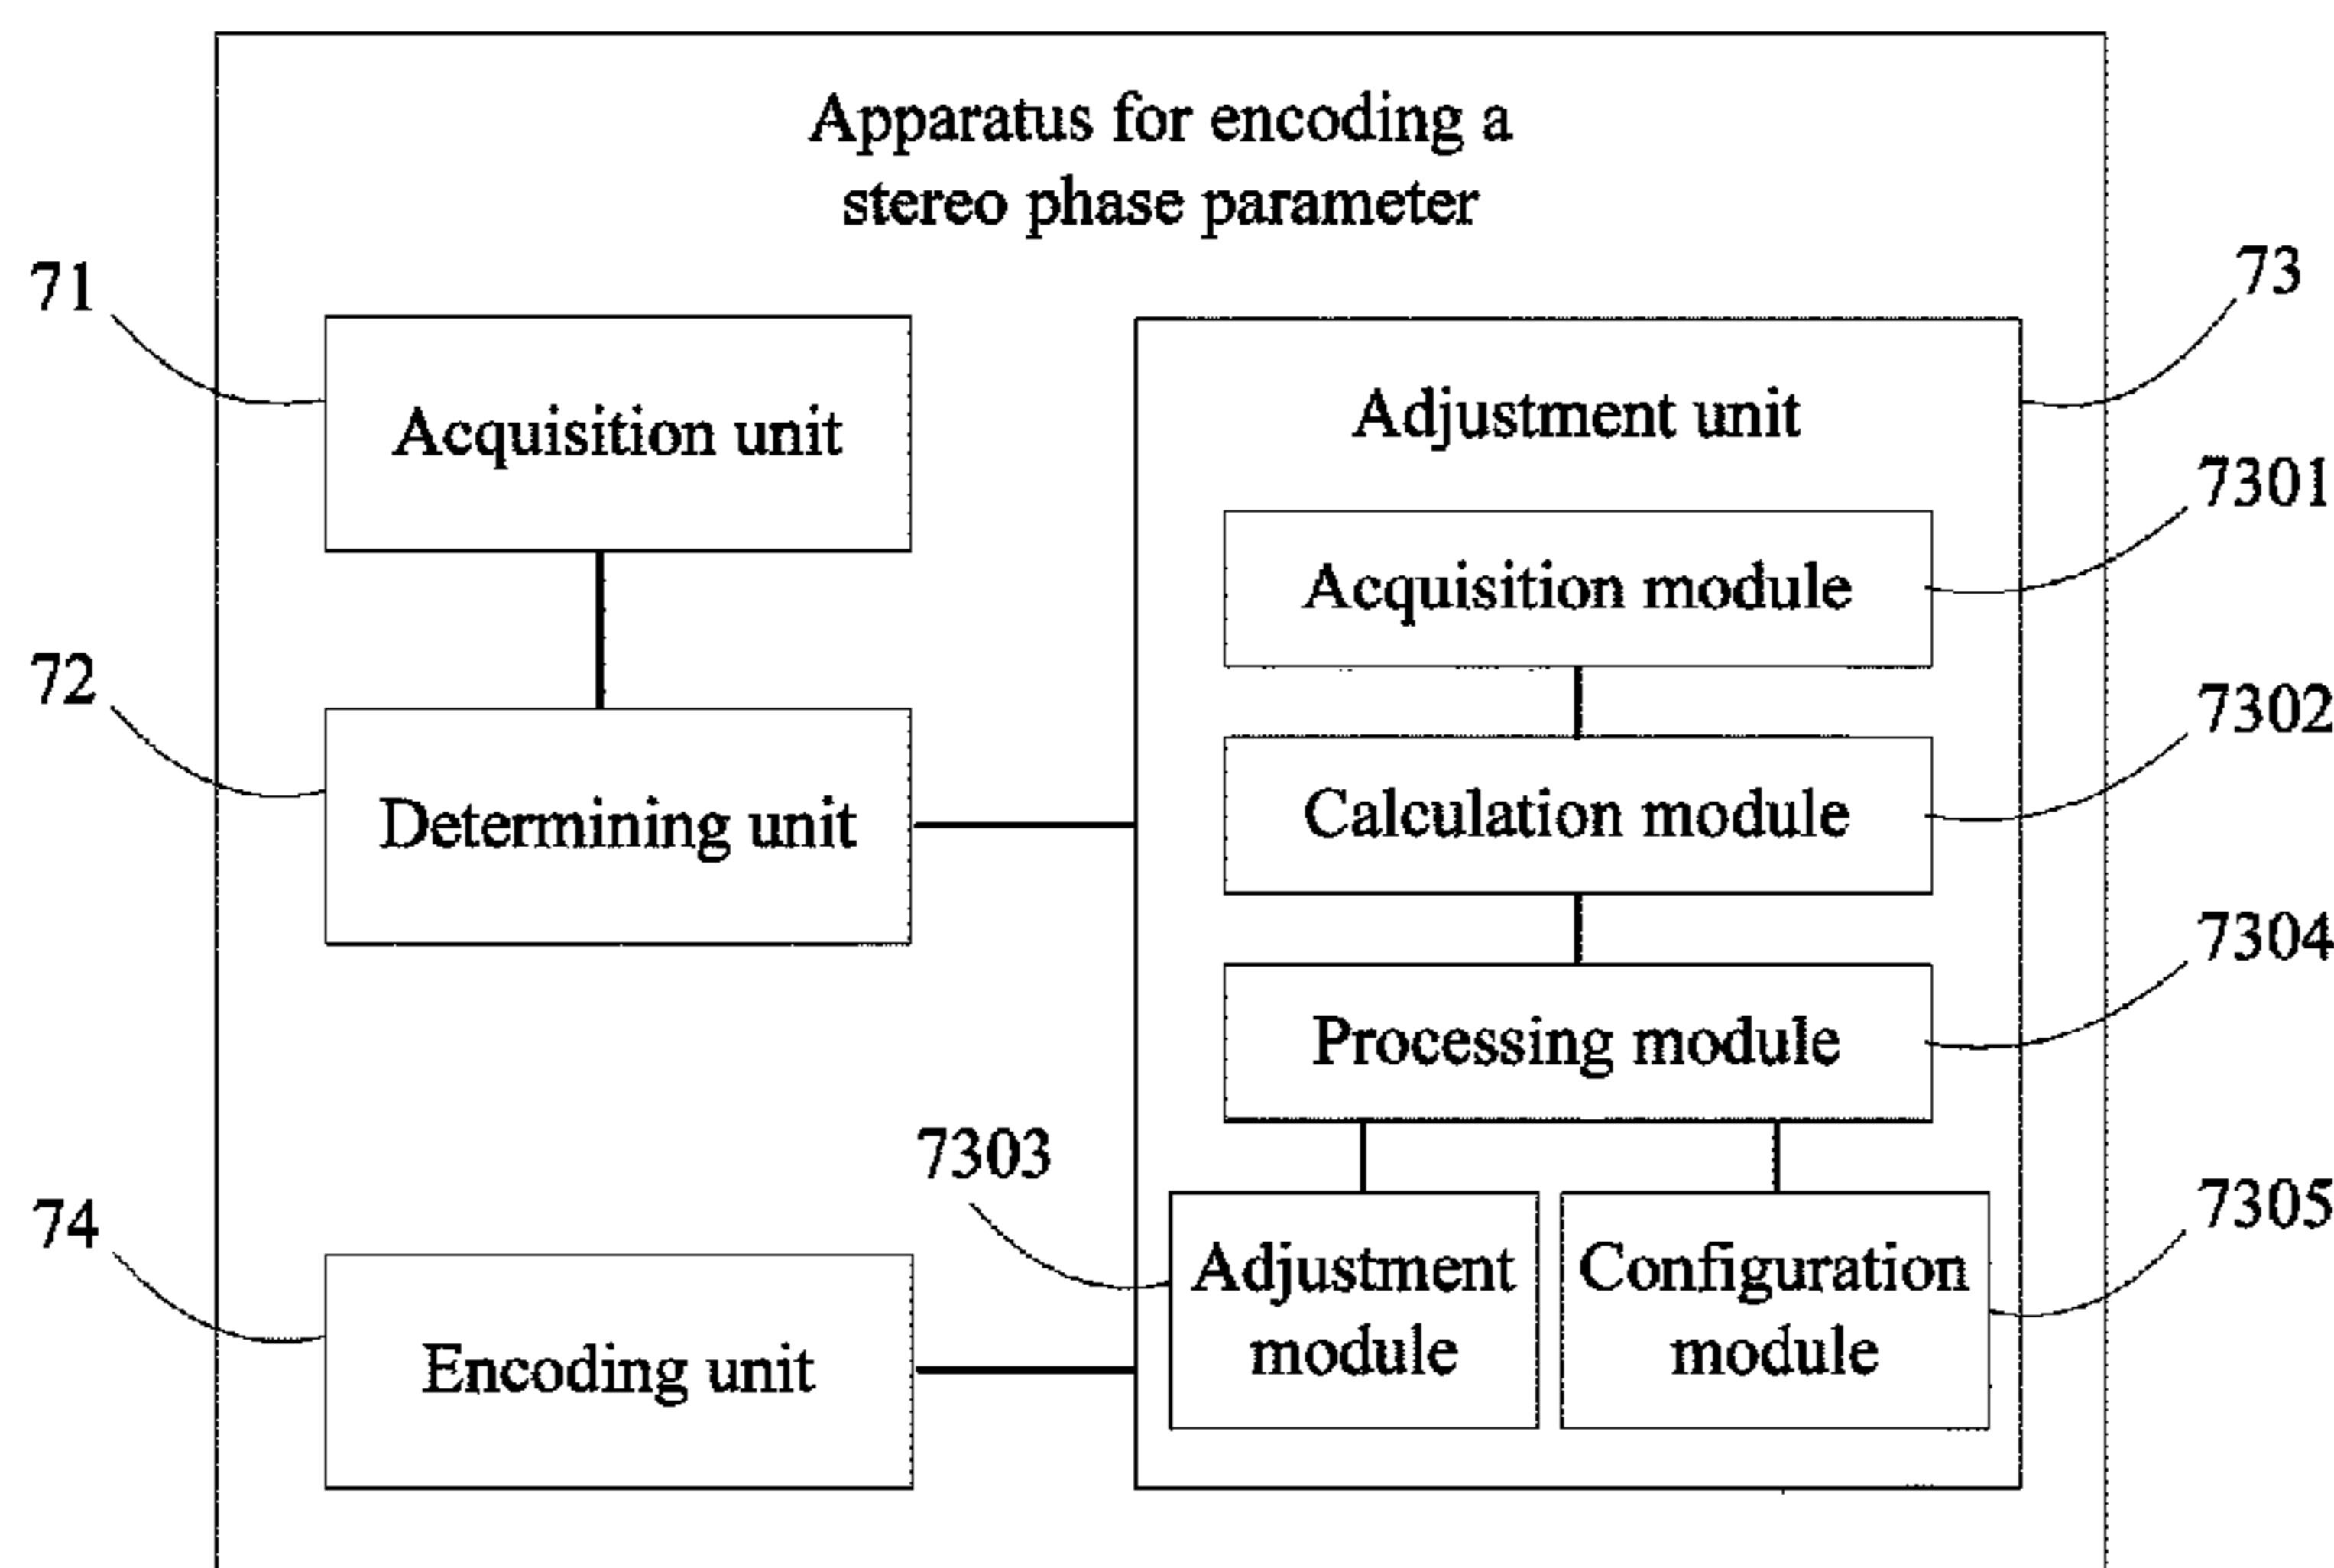 Apparatus for encoding a
stereo phase parameter
71
73
Acquisition unit
Adjustment unit
7301
Acquisition module
72
7302
Determining unit
Calculation module
7304
Processing module
7303
74
7305
Adjustment
module
Configuration
module
Encoding unit